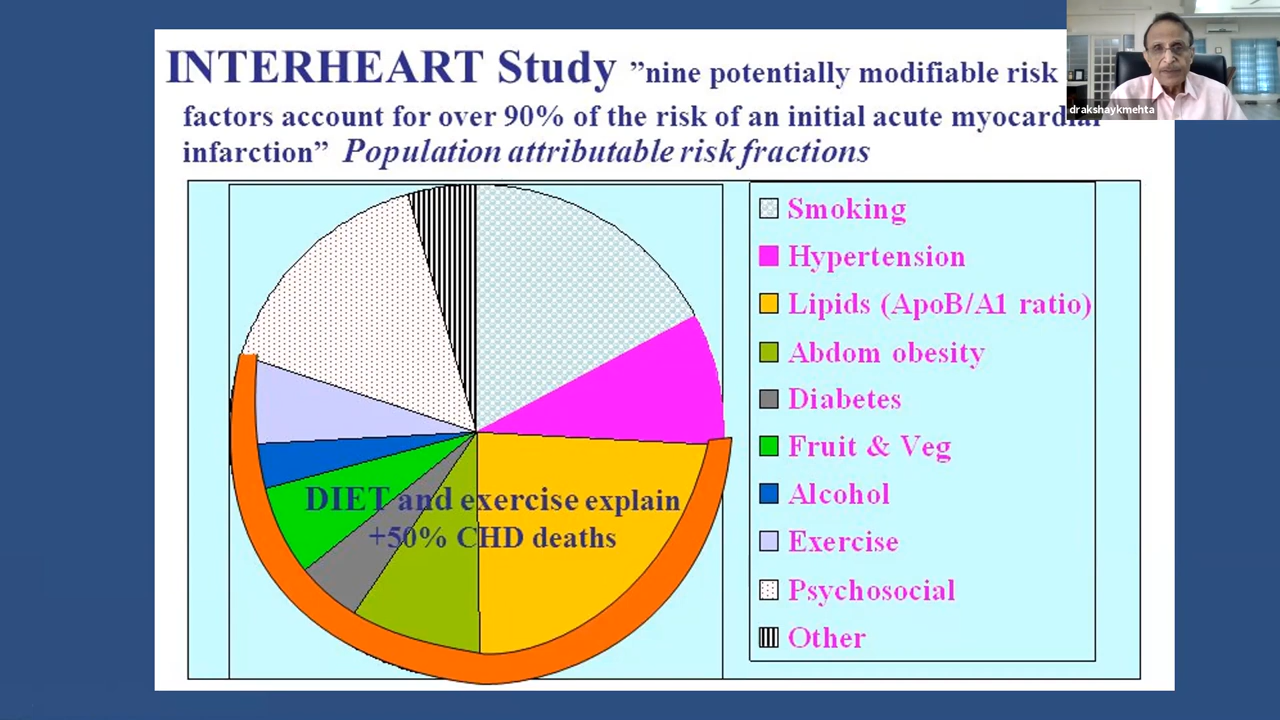 INTERHEART Study ”nine potentially modifiable risk
factors account for over 90% of the risk of an initial acute myocardial
infarction” Population attributable risk fractions
drakshaykmehta
Smoking
Hypertension
Lipids (ApoB/A1 ratio)
Abdom obesity
Diabetes
Fruit & Veg
Alcohol
Exercise
Psychosocial
Other
DIET and exercise explain
+50% CHD deaths